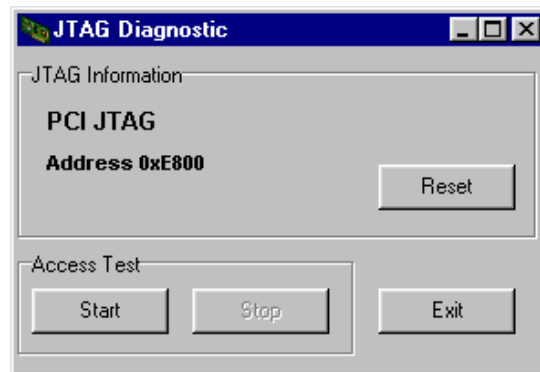 JTAG Diagnostic
JTAG Information
PCI JTAG
Address 0xE800
Reset
Access Test
Start Stop Exit